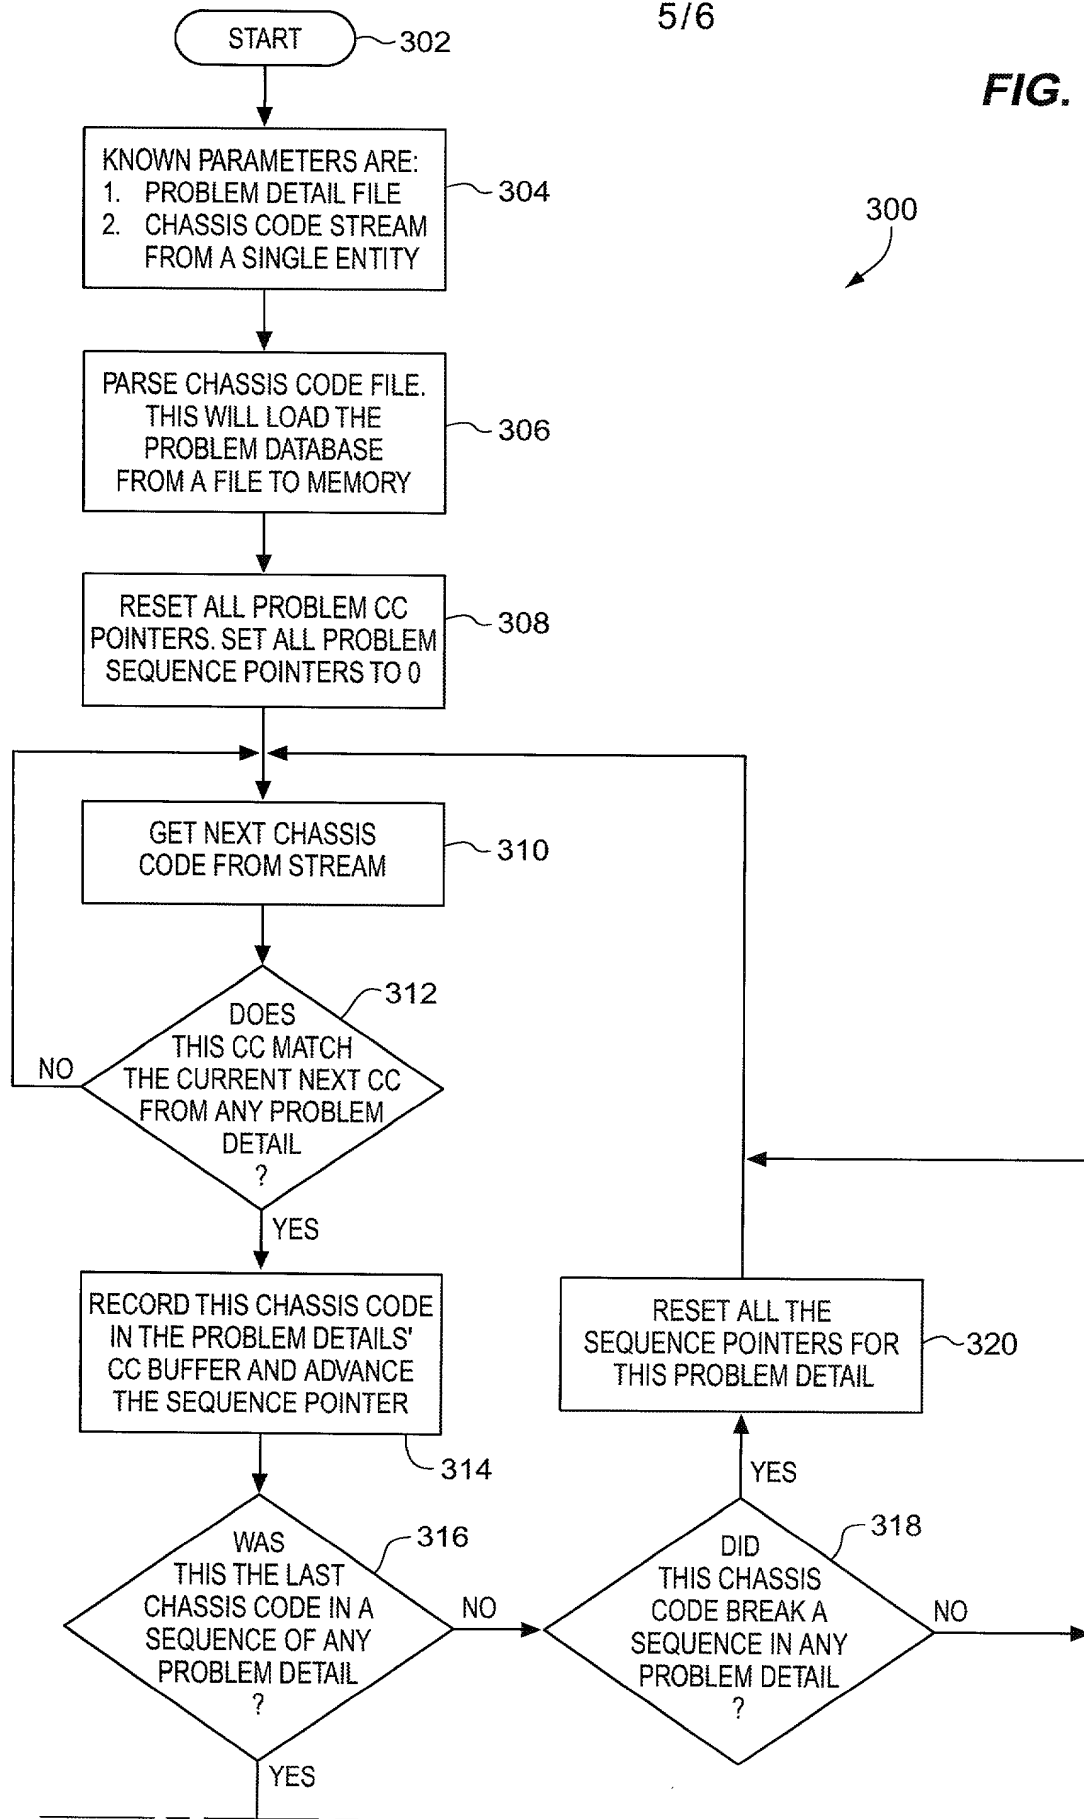 5/6
FIG.
300
START
302
KNOWN PARAMETERS ARE:
1. PROBLEM DETAIL FILE
2. CHASSIS CODE STREAM
FROM A SINGLE ENTITY
304
PARSE CHASSIS CODE FILE.
THIS WILL LOAD THE
PROBLEM DATABASE
FROM A FILE TO MEMORY
306
RESET ALL PROBLEM CC
POINTERS. SET ALL PROBLEM
SEQUENCE POINTERS TO 0
308
GET NEXT CHASSIS
CODE FROM STREAM
310
DOES
THIS CC MATCH
THE CURRENT NEXT CC
FROM ANY PROBLEM
DETAIL
?
312
NO
YES
RECORD THIS CHASSIS CODE
IN THE PROBLEM DETAILS'
CC BUFFER AND ADVANCE
THE SEQUENCE POINTER
314
WAS
THIS THE LAST
CHASSIS CODE IN A
SEQUENCE OF ANY
PROBLEM DETAIL
?
316
NO
YES
DID
THIS CHASSIS
CODE BREAK A
SEQUENCE IN ANY
PROBLEM DETAIL
?
318
NO
YES
RESET ALL THE
SEQUENCE POINTERS FOR
THIS PROBLEM DETAIL
320